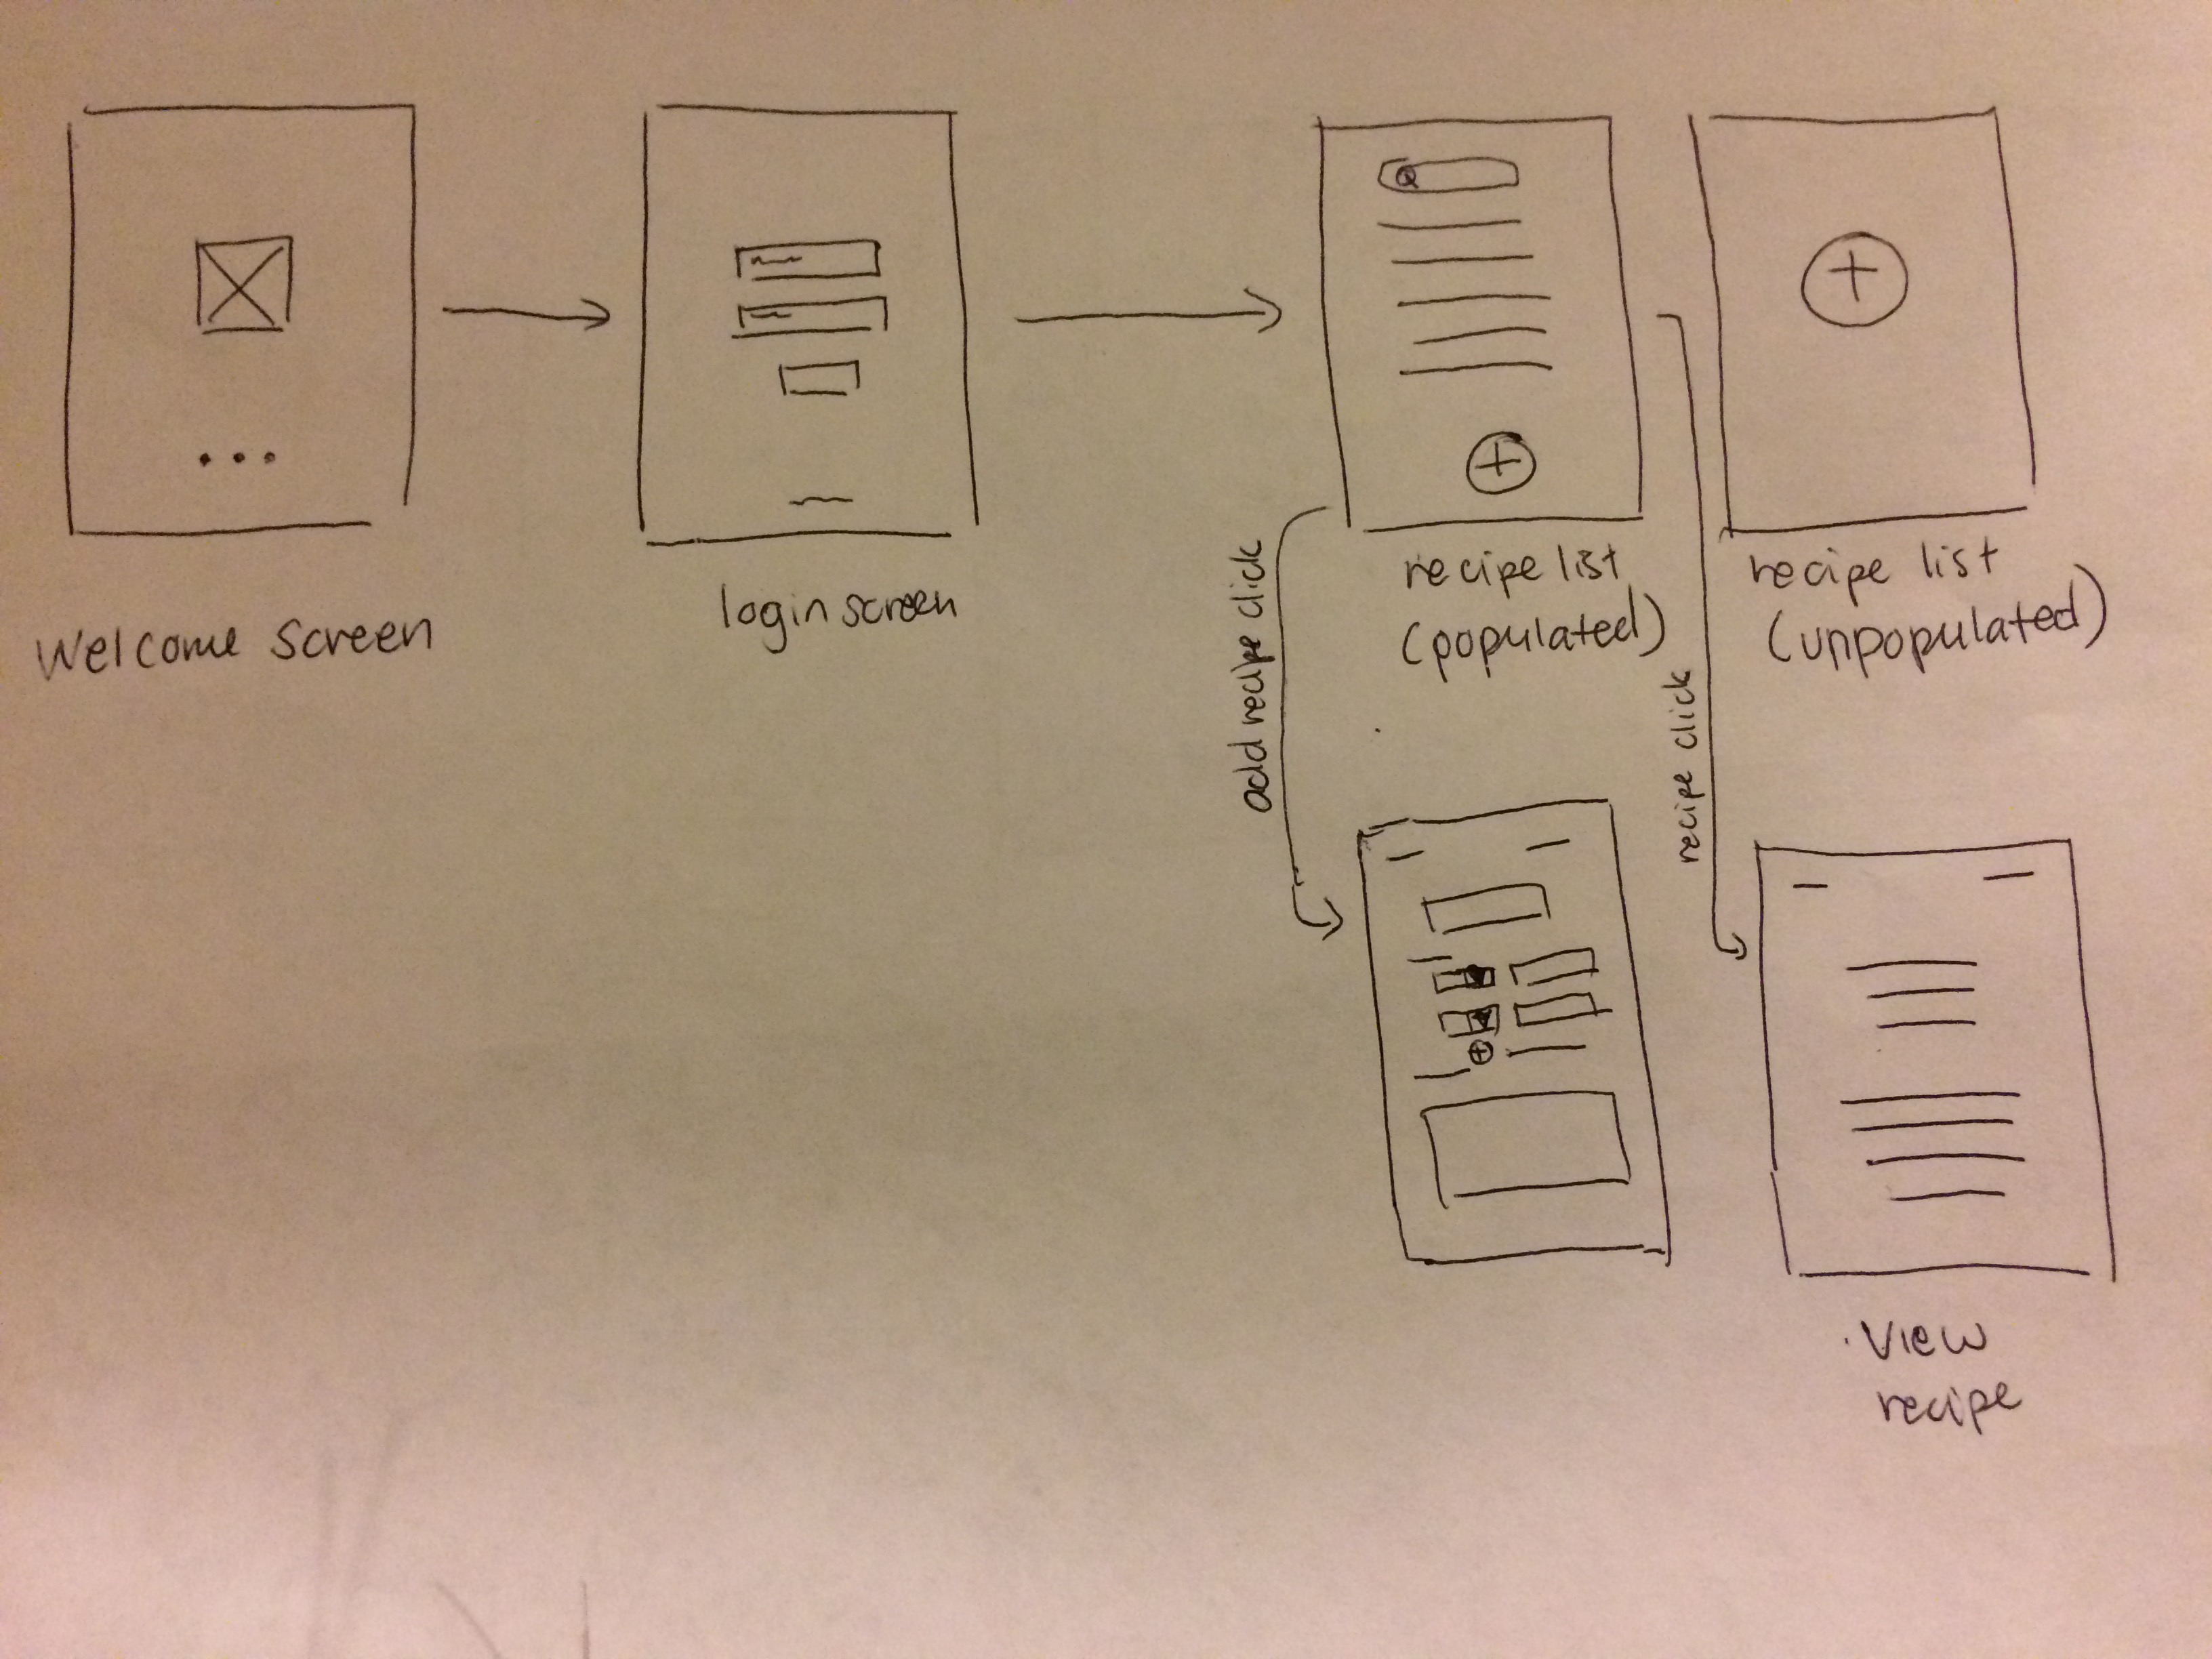 Welcome Screen
login screen
recipe list
(populated)
recipe list
(unpopulated)
add recipe click
recipe click
View
recipe